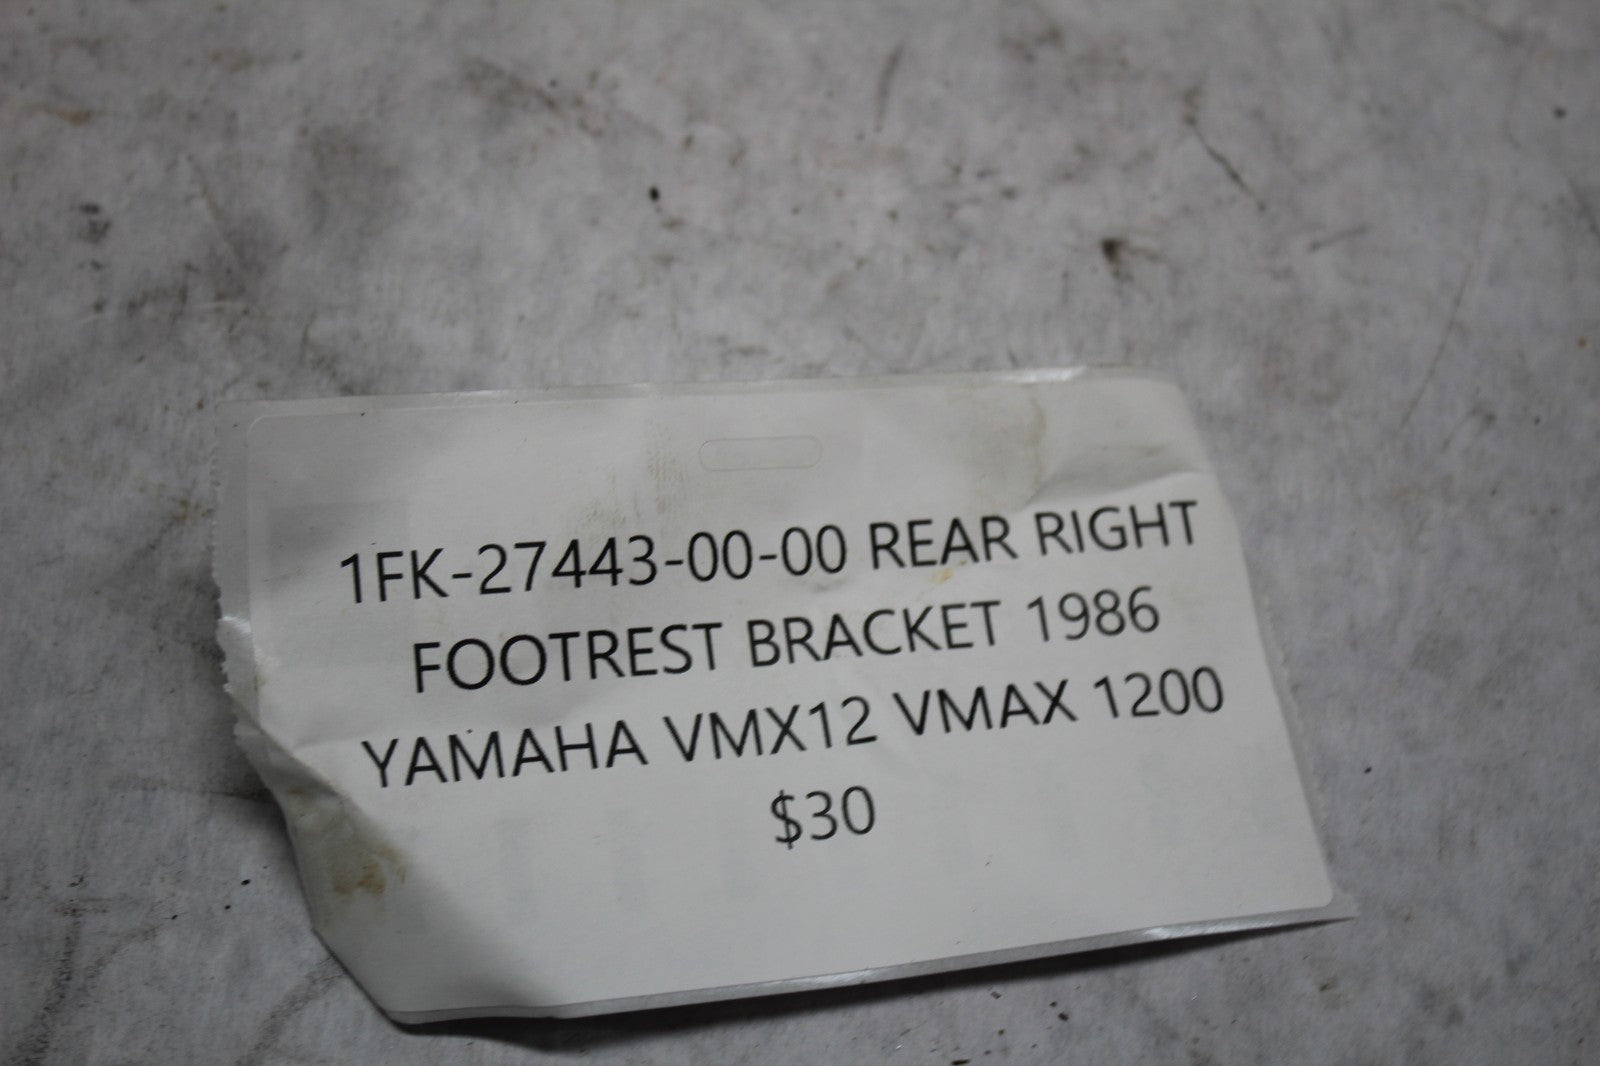 1FK-27443-00-00 REAR RIGHT
FOOTREST BRACKET 1986
YAMAHA VMX12 VMAX 1200
$30